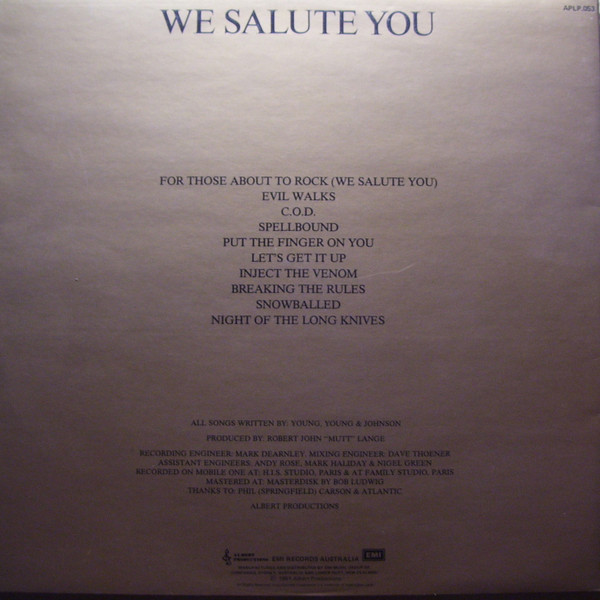 WE SALUTE YOU
APLP.053
FOR THOSE ABOUT TO ROCK (WE SALUTE YOU)
EVIL WALKS
C.O.D.
SPELLBOUND
PUT THE FINGER ON YOU
LET'S GET IT UP
INJECT THE VENOM
BREAKING THE RULES
SNOWBALLED
NIGHT OF THE LONG KNIVES
ALL SONGS WRITTEN BY: YOUNG, YOUNG & JOHNSON
PRODUCED BY: ROBERT JOHN "MUTT" LANGE
RECORDING ENGINEER: MARK DEARNLEY, MIXING ENGINEER: DAVE THOENER
ASSISTANT ENGINEERS: ANDY ROSE, MARK HALIDAY & NIGEL GREEN
RECORDED ON MOBILE ONE AT: H.I.S. STUDIO, PARIS & AT FAMILY STUDIO, PARIS
MASTERED AT: MASTERDISK BY BOB LUDWIG
THANKS TO: PHIL (SPRINGFIELD) CARSON & ATLANTIC
ALBERT PRODUCTIONS
EMI RECORDS AUSTRALIA EMI